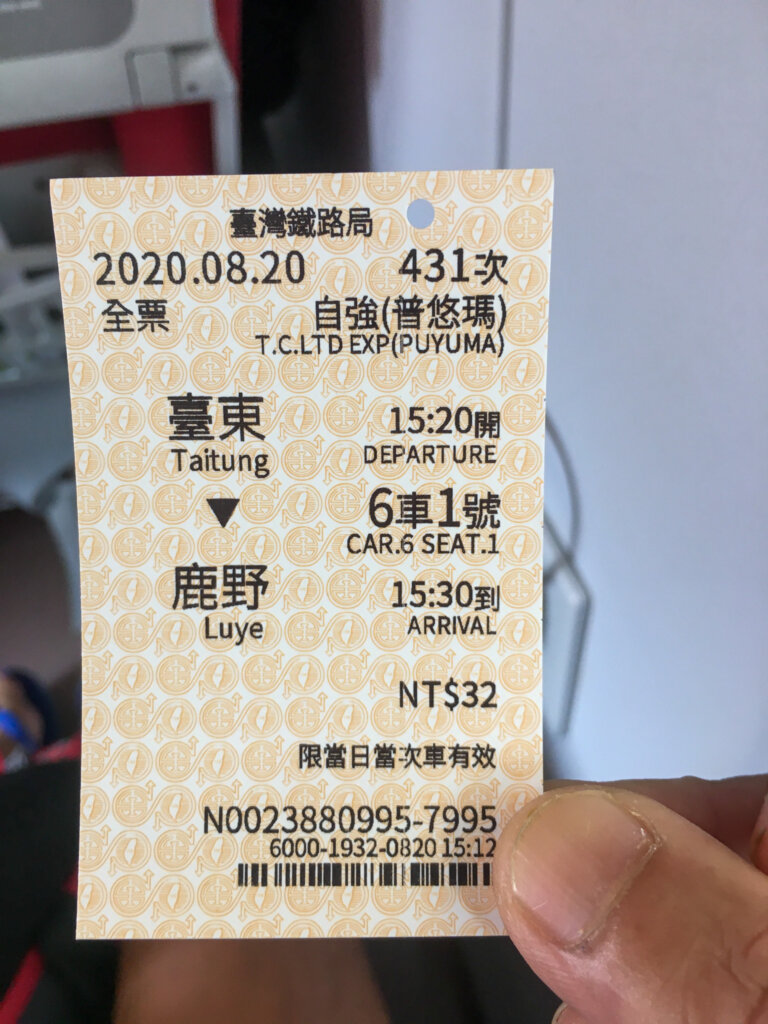 臺灣鐵路局
2020.08.20 431次
全票 自強(普悠瑪)
T.C.LTD EXP(PUYUMA)
臺東 15:20開
Taitung DEPARTURE
▼ 6車1號
CAR.6 SEAT.1
鹿野 15:30到
Luye ARRIVAL
NT$32
限當日當次車有效
N0023880995-7995
6000-1932-0820 15:12